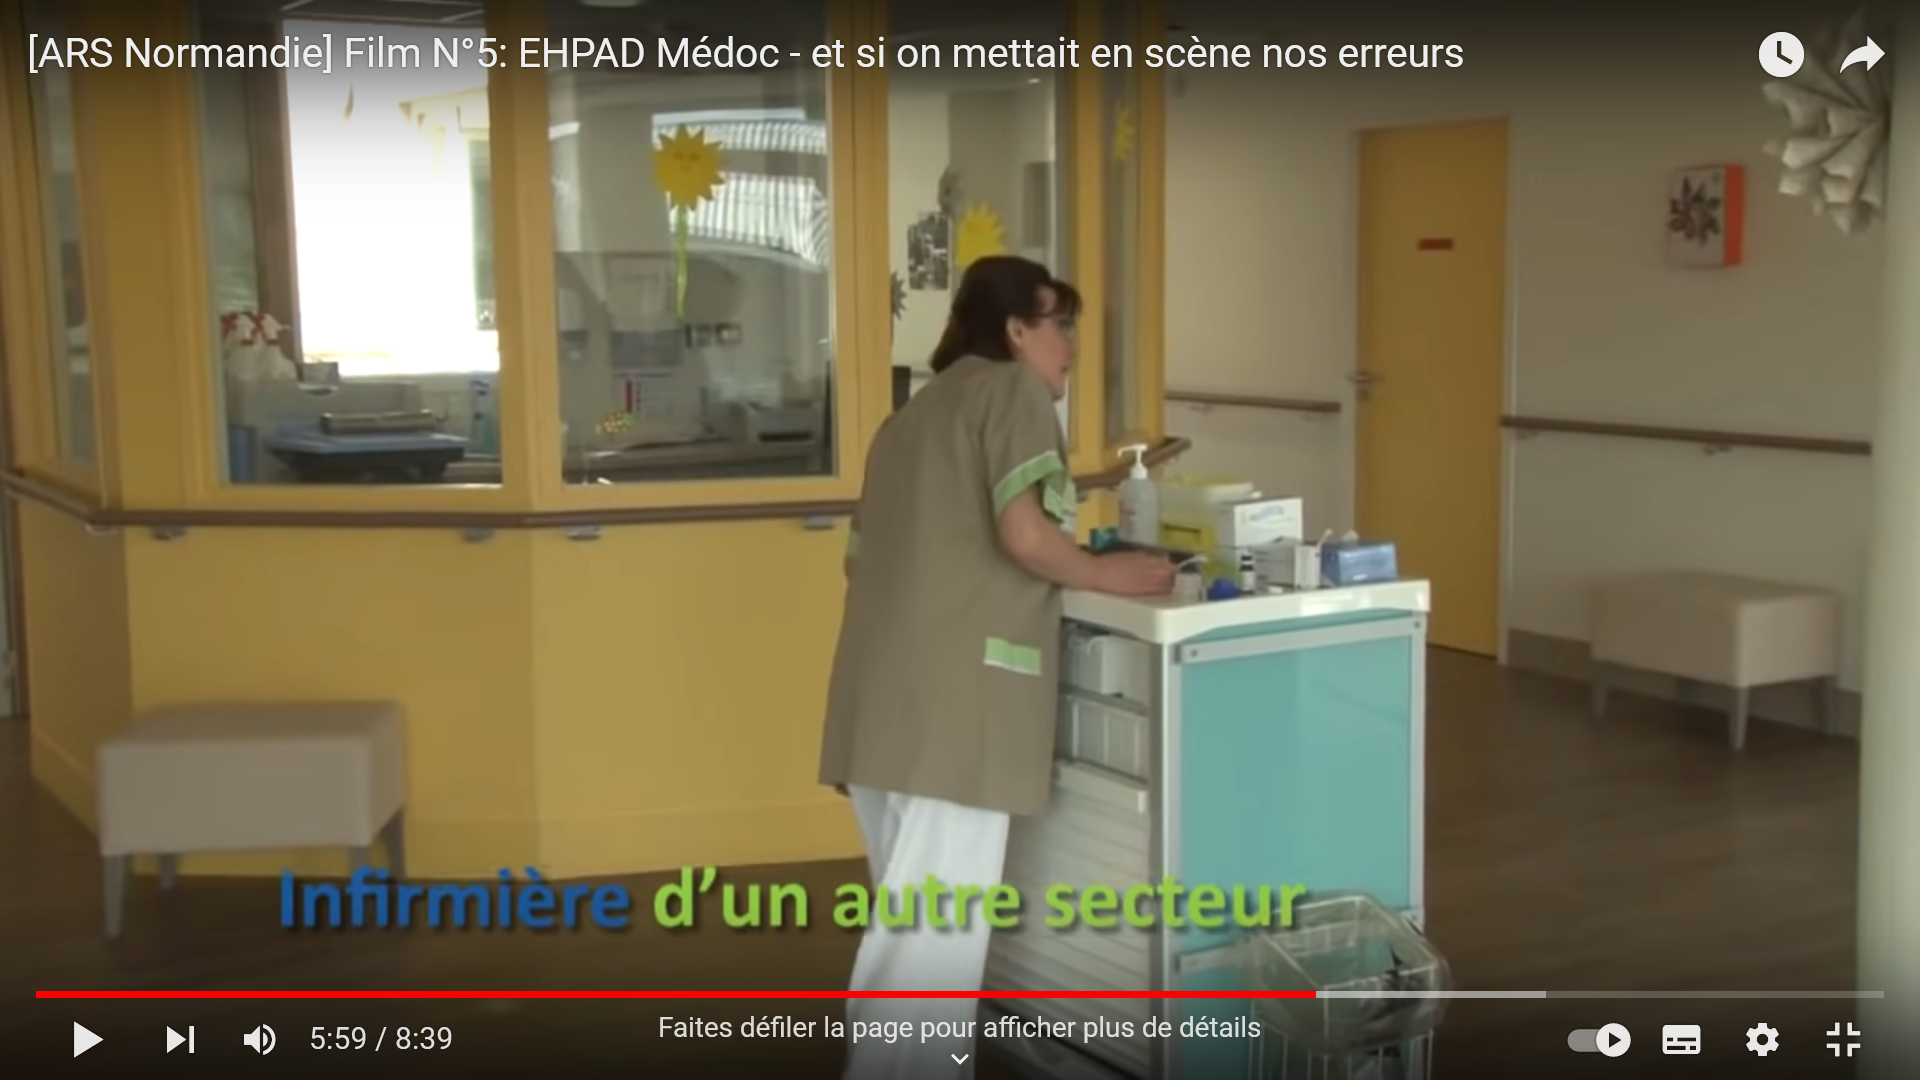 [ARS Normandie] Film N°5: EHPAD Médoc - et si on mettait en scène nos erreurs
Infirmière d'un autre secteur
5:59 / 8:39
Faites défiler la page pour afficher plus de détails